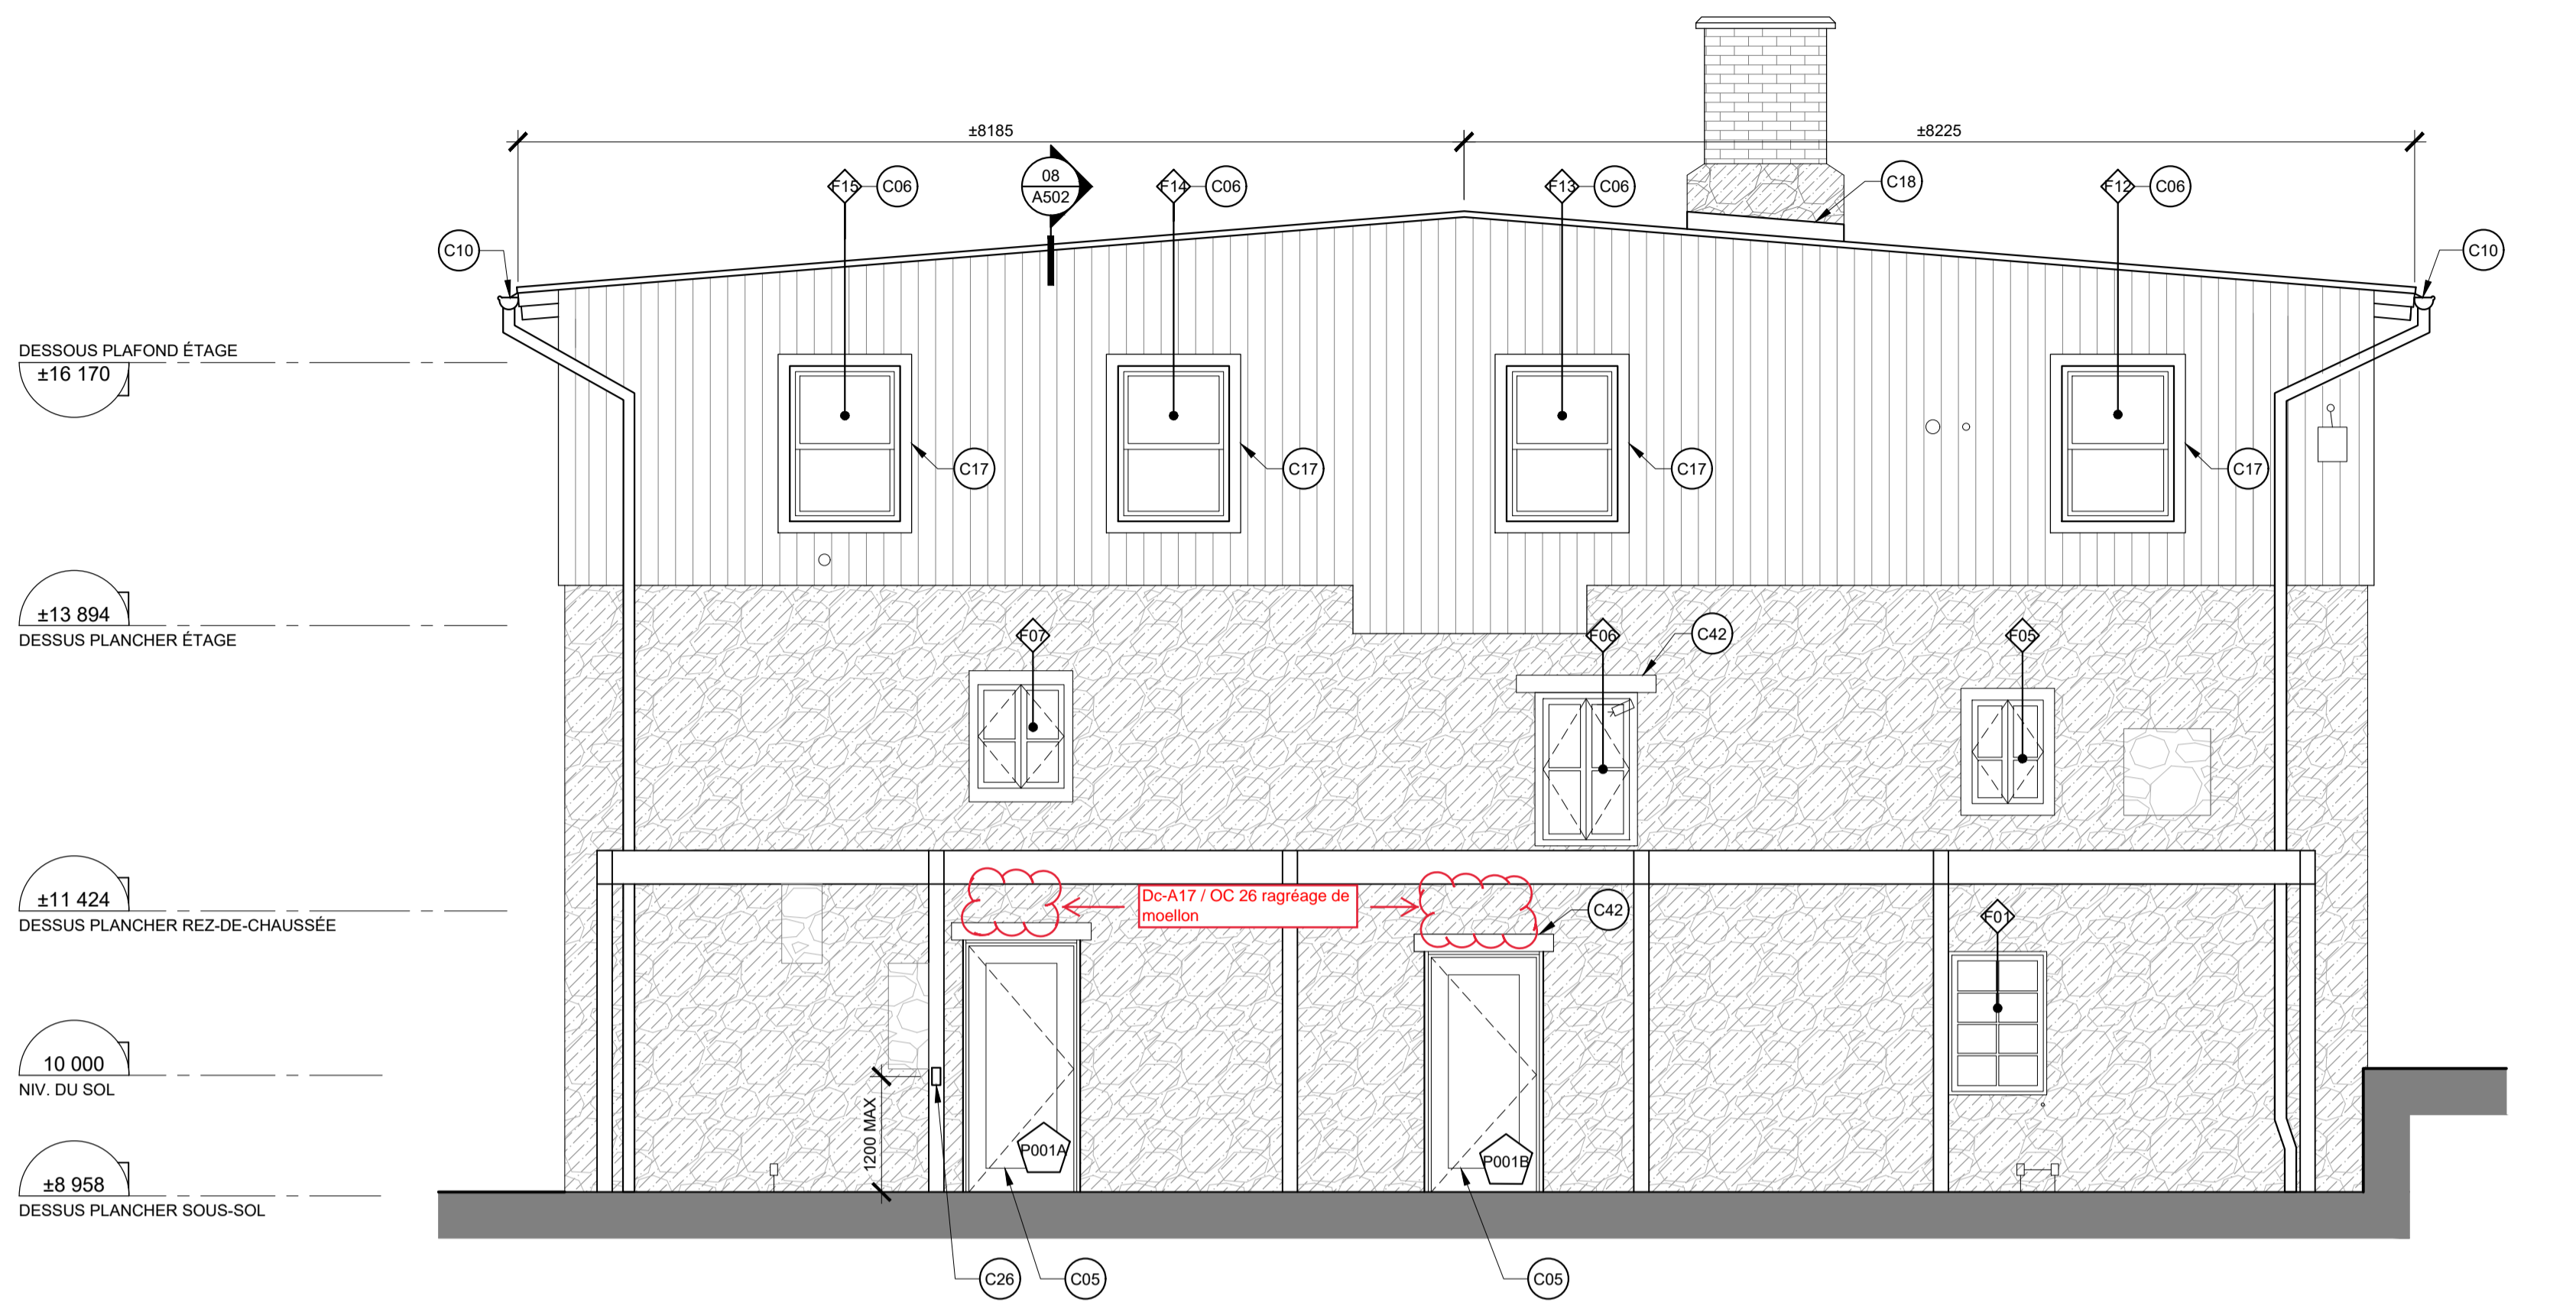 ±8185
±8225
F15
C06
08
A502
F14
C06
F13
C06
C18
F12
C06
C10
C10
DESSOUS PLAFOND ÉTAGE
±16 170
C17
C17
C17
C17
±13 894
DESSUS PLANCHER ÉTAGE
F07
F06
C42
F05
±11 424
DESSUS PLANCHER REZ-DE-CHAUSSÉE
Dc-A17 / OC 26 ragréage de
moellon
C42
F01
10 000
NIV. DU SOL
1200 MAX
P001A
P001B
±8 958
DESSUS PLANCHER SOUS-SOL
C26
C05
C05